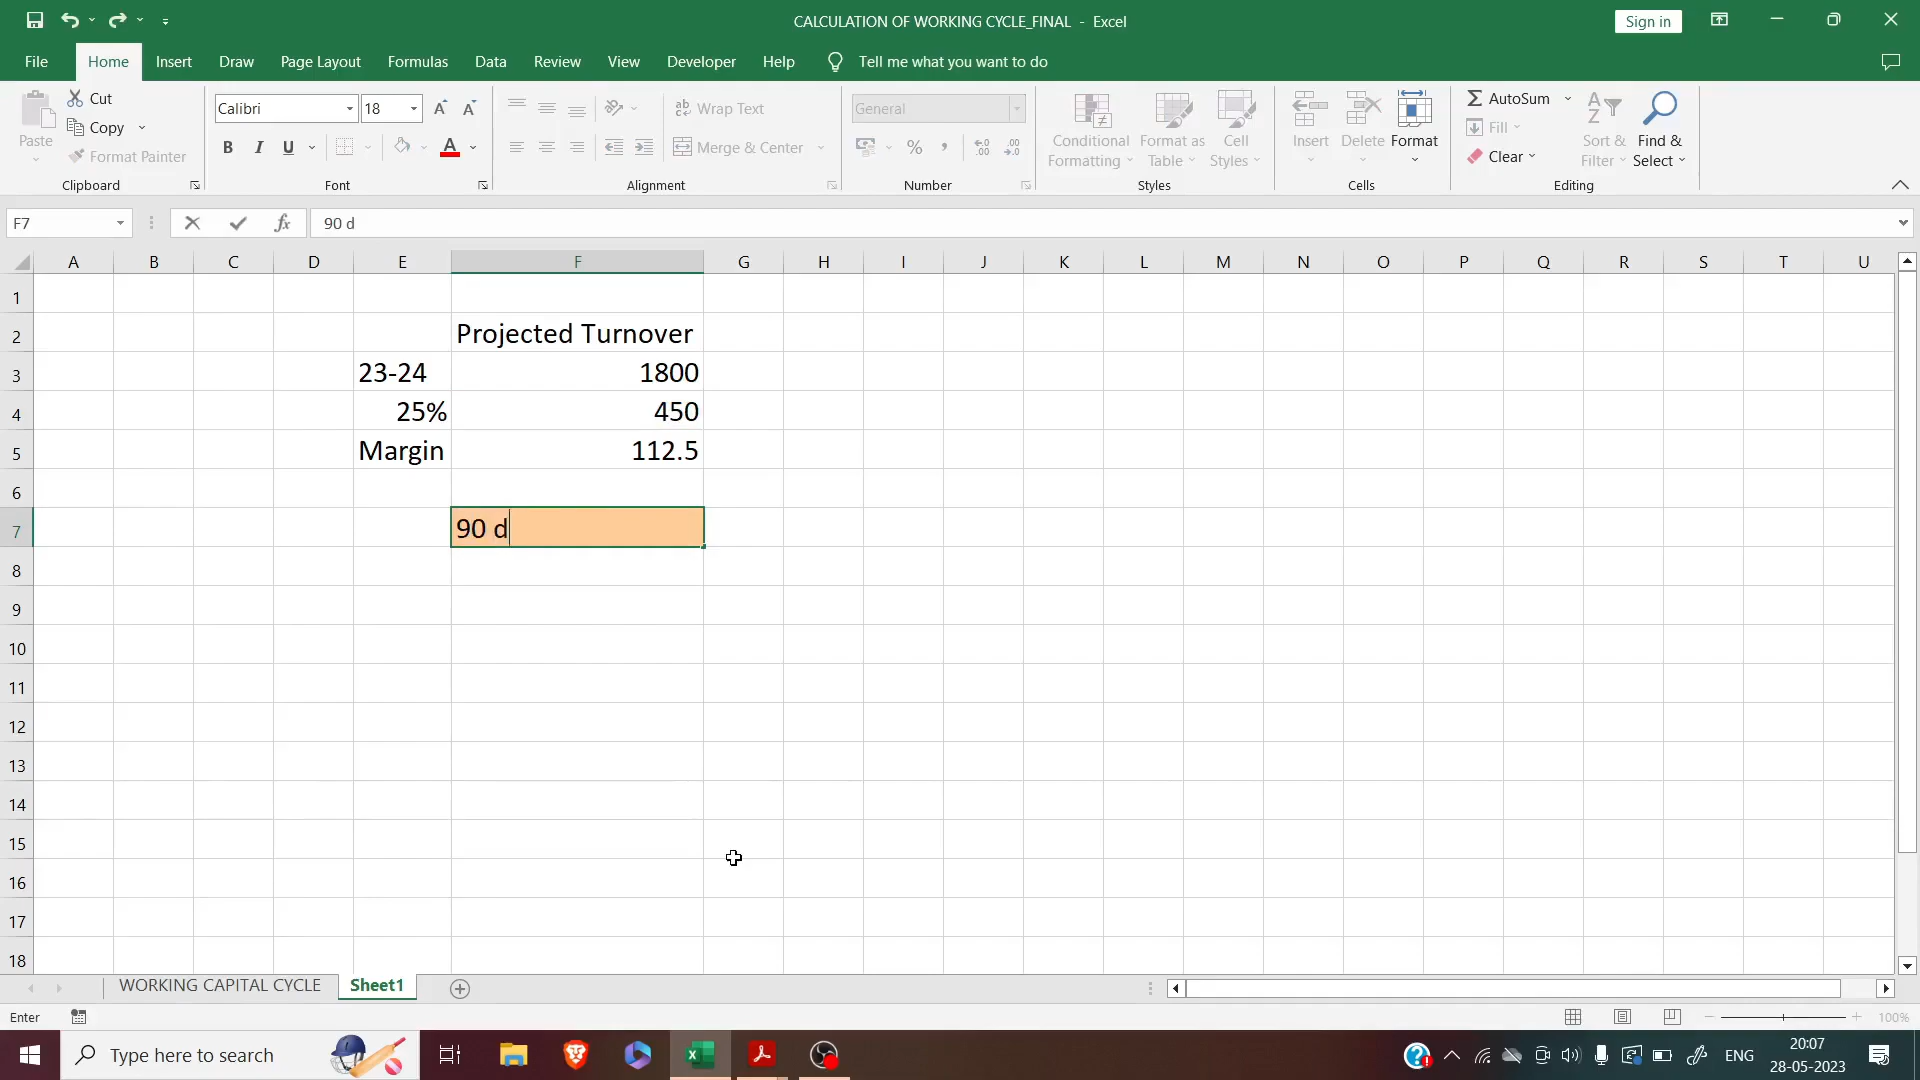 CALCULATION OF WORKING CYCLE_FINAL - Excel
Sign in
File Home Insert Draw Page Layout Formulas Data Review View Developer Help Tell me what you want to do
Paste
Cut
Copy
Format Painter
Clipboard
Calibri 18
B I U A
Font
Wrap Text
Merge & Center
Alignment
General
Number
Conditional Formatting
Format as Table
Cell Styles
Styles
Insert Delete Format
Cells
AutoSum
Fill
Clear
Sort & Filter
Find & Select
Editing
F7 fx 90 d
A B C D E F G H I J K L M N O P Q R S T U
1
2 Projected Turnover
3 23-24 1800
4 25% 450
5 Margin 112.5
6
7 90 d
8
9
10
11
12
13
14
15
16
17
18
WORKING CAPITAL CYCLE Sheet1
Enter 100%
Type here to search
ENG
20:07
28-05-2023